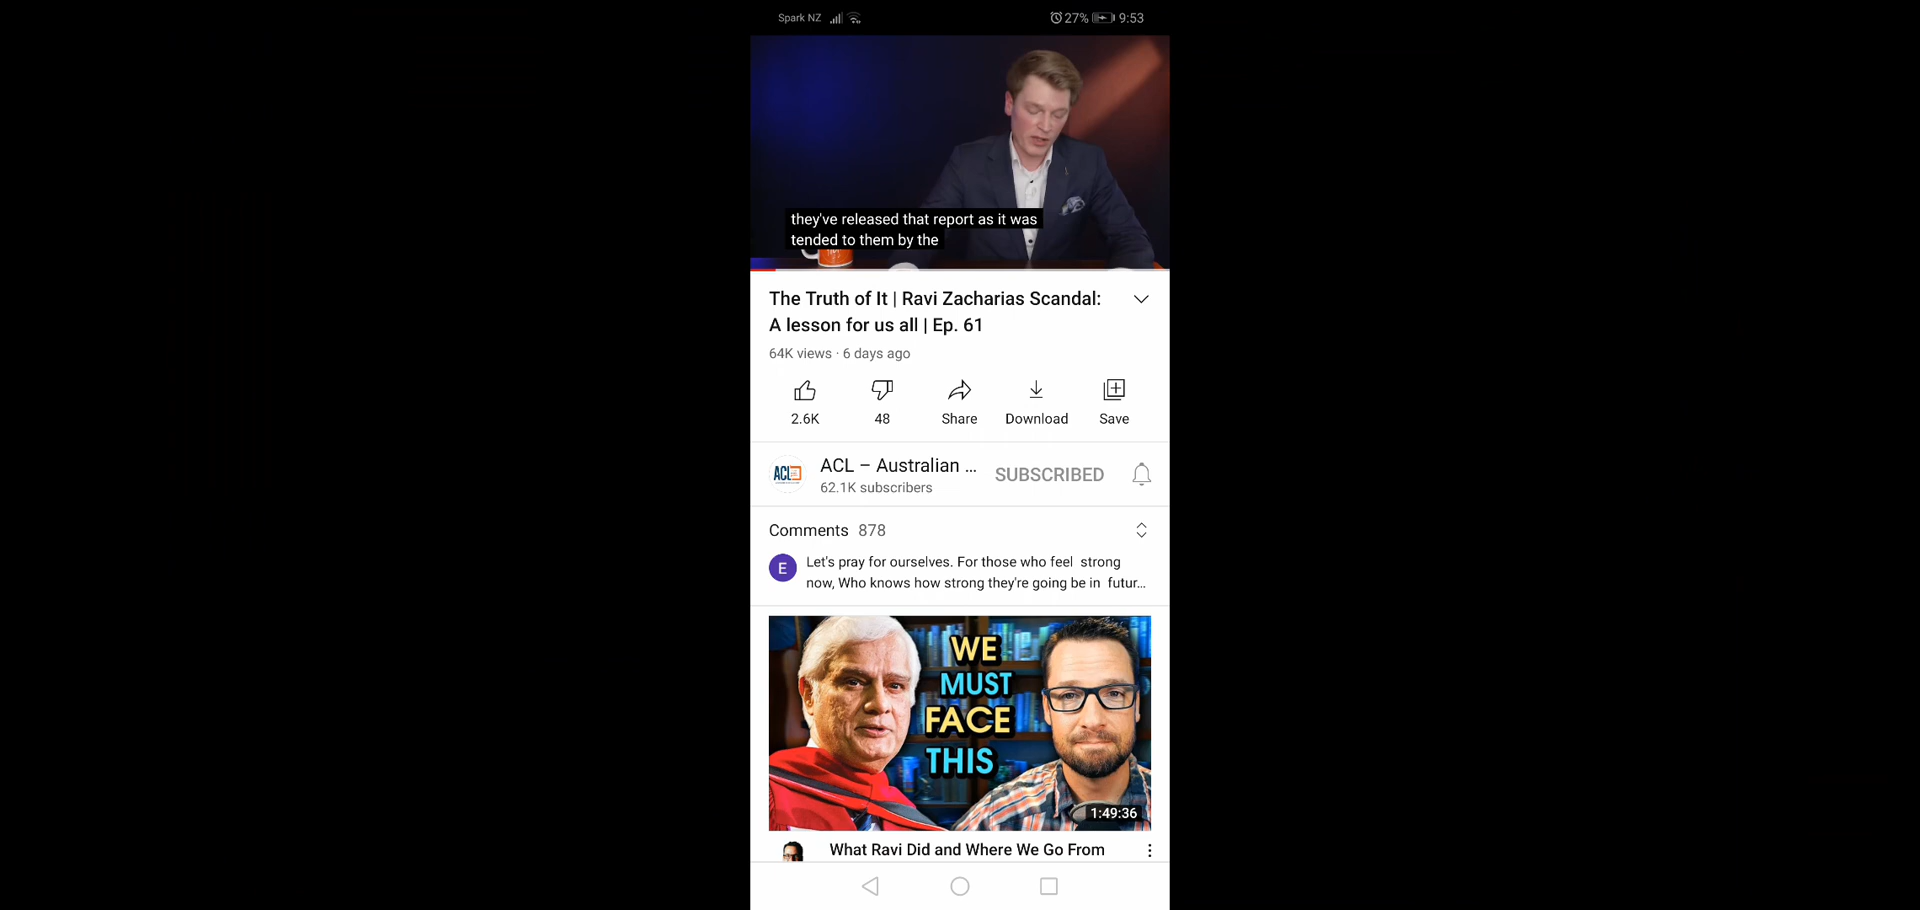 Spark NZ
27% 9:53
they've released that report as it was
tended to them by the
The Truth of It | Ravi Zacharias Scandal:
A lesson for us all | Ep. 61
64K views · 6 days ago
2.6K 48 Share Download Save
ACL
ACL – Australian ... SUBSCRIBED
62.1K subscribers
Comments 878
E
Let's pray for ourselves. For those who feel strong
now, Who knows how strong they're going be in futur...
WE
MUST
FACE
THIS
1:49:36
What Ravi Did and Where We Go From